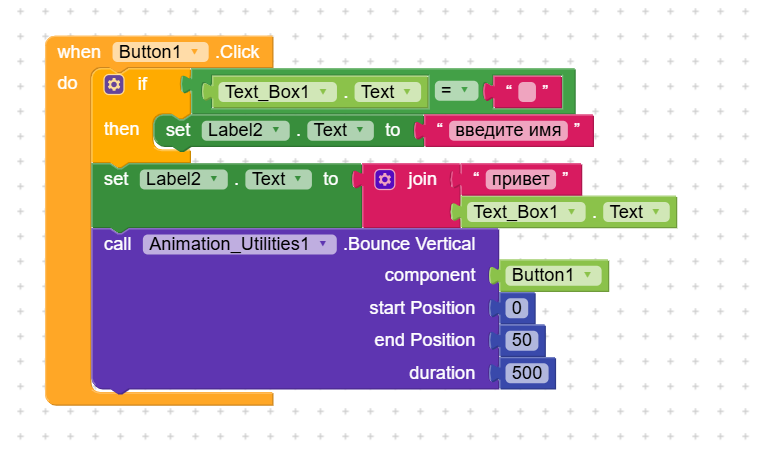 when Button1 .Click
do if Text_Box1 . Text = “ ”
then set Label2 . Text to “ введите имя ”
set Label2 . Text to join “ привет ”
Text_Box1 . Text
call Animation_Utilities1 .Bounce Vertical
component Button1
start Position 0
end Position 50
duration 500